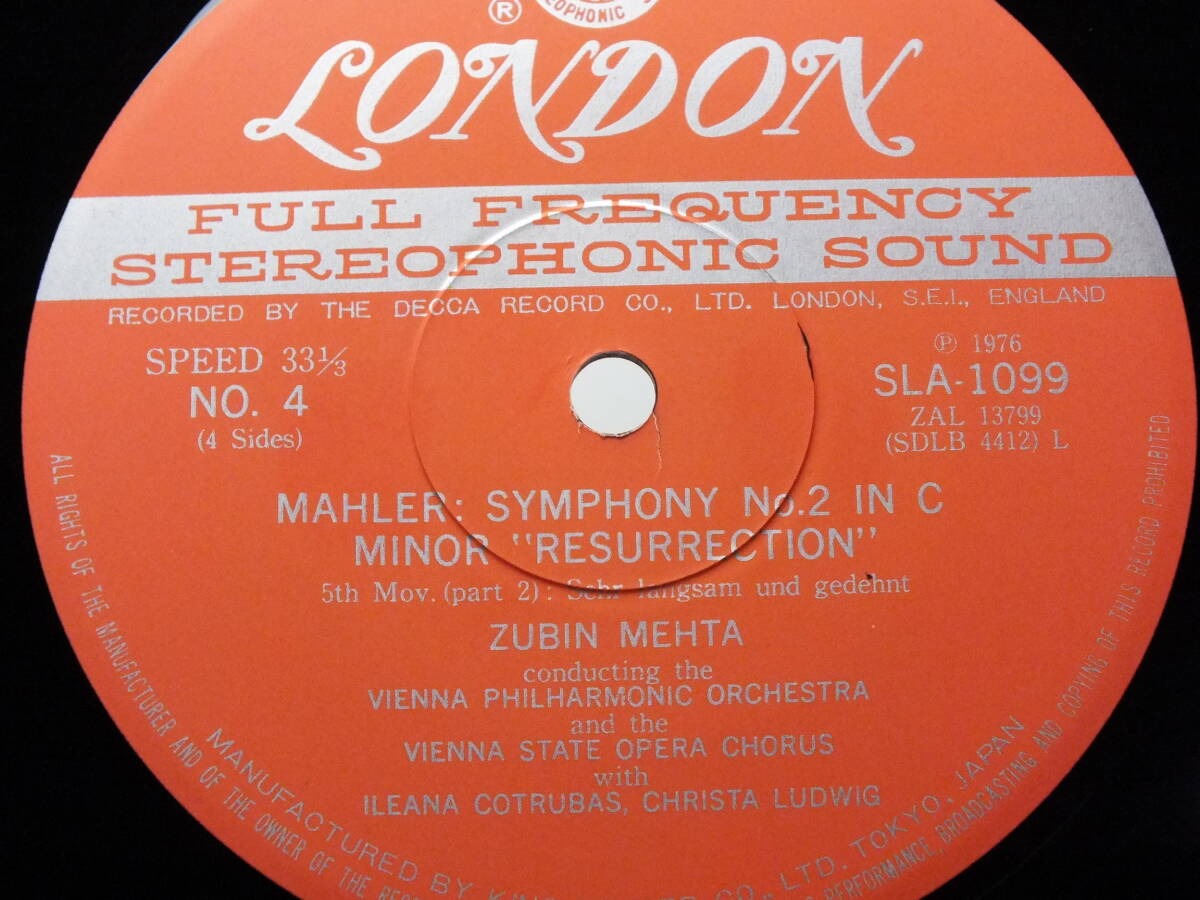 ®
OPHONIC
LONDON
FULL FREQUENCY
STEREOPHONIC SOUND
RECORDED BY THE DECCA RECORD CO., LTD. LONDON, S.E.I., ENGLAND
SPEED 33⅓
NO. 4
(4 Sides)
℗ 1976
SLA-1099
ZAL 13799
(SDLB 4412) L
MAHLER: SYMPHONY No.2 IN C
MINOR "RESURRECTION"
5th Mov. (part 2): Sehr langsam und gedehnt
ZUBIN MEHTA
conducting the
VIENNA PHILHARMONIC ORCHESTRA
and the
VIENNA STATE OPERA CHORUS
with
ILEANA COTRUBAS, CHRISTA LUDWIG
ALL RIGHTS OF THE MANUFACTURER AND OF THE OWNER OF THE
PERFORMANCE, BROADCASTING AND COPYING OF THIS RECORD PROHIBITED
MANUFACTURED BY CO., LTD. TOKYO, JAPAN